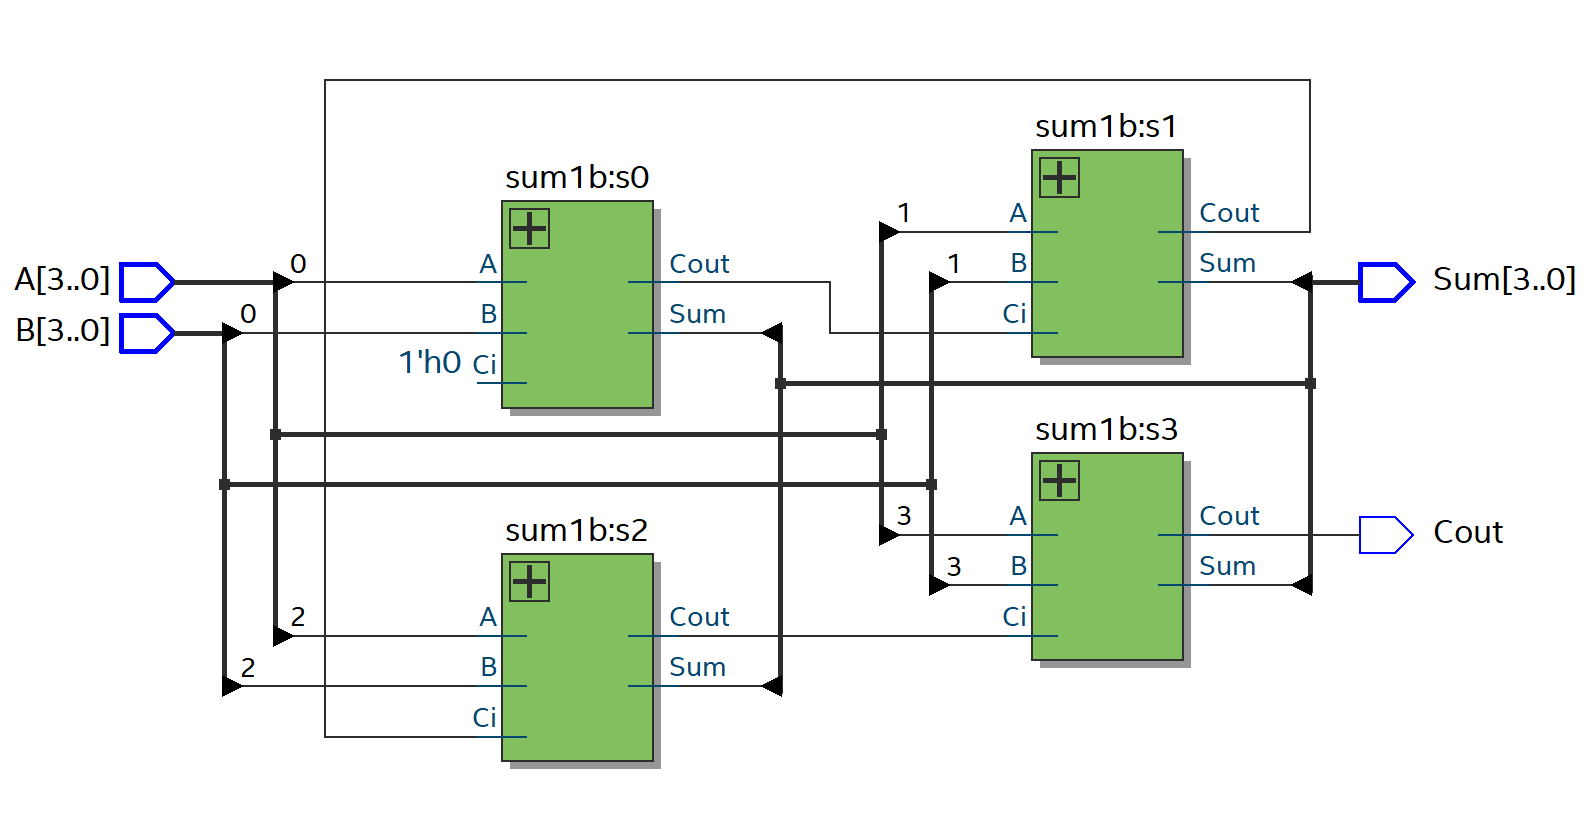 sum1b:s1
sum1b:s0
1
A
Cout
0
A
Cout
1
B
Sum
A[3..0]
Sum[3..0]
0
B
Sum
Ci
B[3..0]
1'h0
Ci
sum1b:s3
sum1b:s2
3
A
Cout
Cout
3
B
Sum
2
A
Cout
Ci
2
B
Sum
Ci